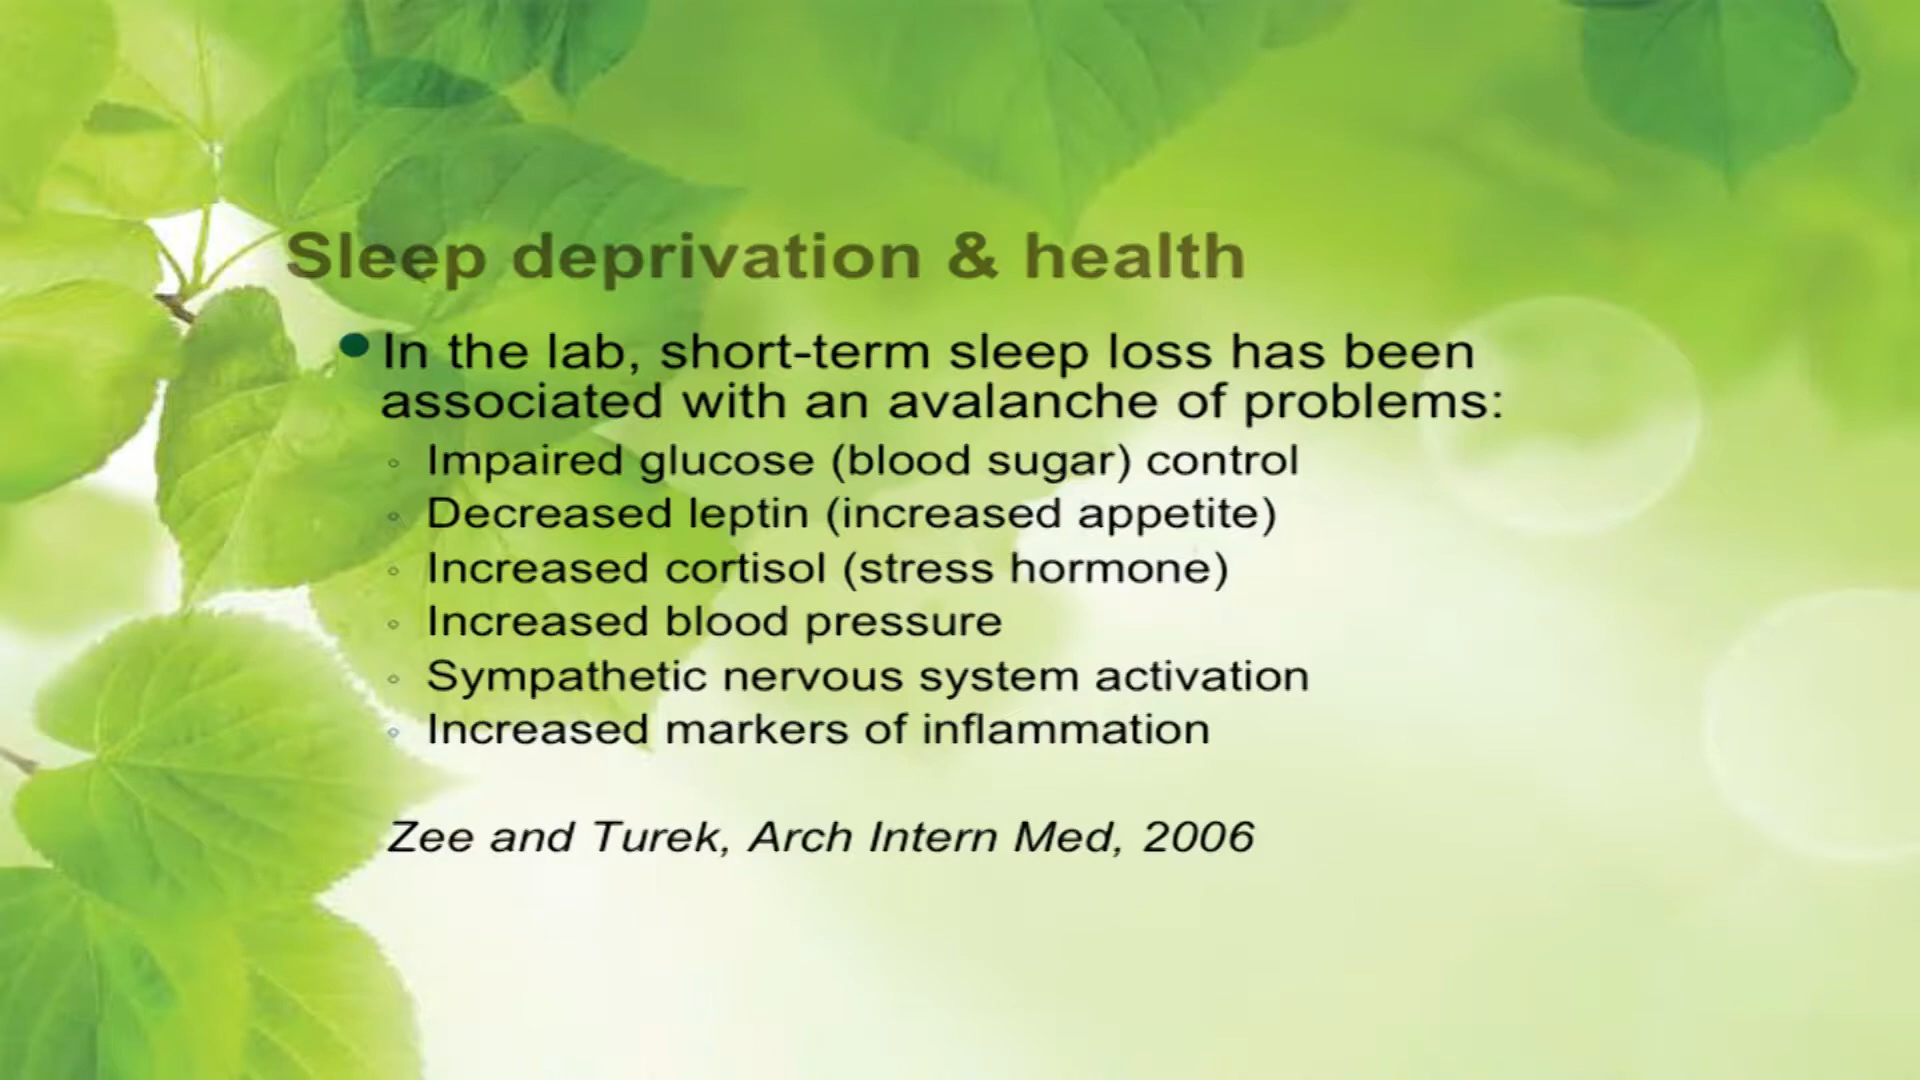 Sleep deprivation & health
● In the lab, short-term sleep loss has been
associated with an avalanche of problems:
◦ Impaired glucose (blood sugar) control
◦ Decreased leptin (increased appetite)
◦ Increased cortisol (stress hormone)
◦ Increased blood pressure
◦ Sympathetic nervous system activation
◦ Increased markers of inflammation
Zee and Turek, Arch Intern Med, 2006